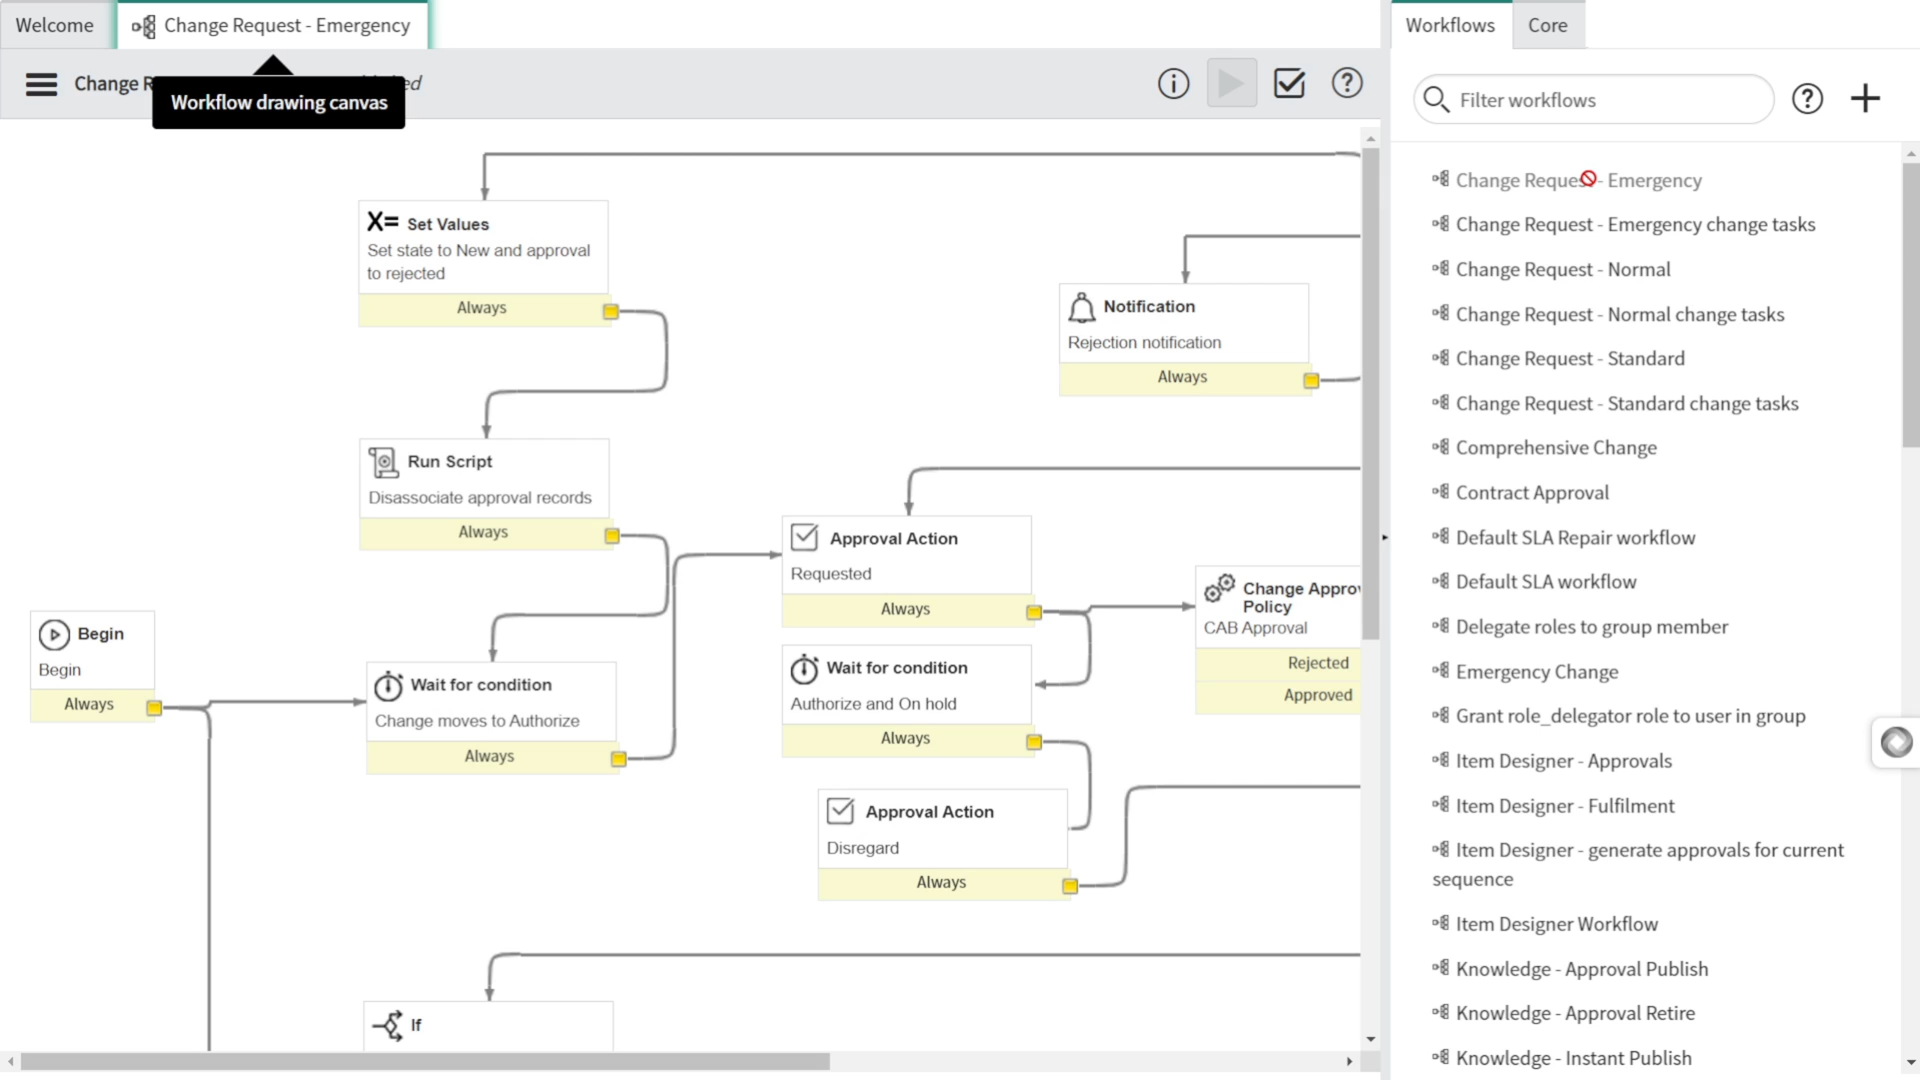 Welcome
Change Request - Emergency
Workflows
Core
Change R
ed
Workflow drawing canvas
Filter workflows
X= Set Values
Set state to New and approval
to rejected
Always
Notification
Rejection notification
Always
Run Script
Disassociate approval records
Always
Approval Action
Requested
Always
Change Appro
Policy
CAB Approval
Rejected
Approved
Begin
Begin
Always
Wait for condition
Change moves to Authorize
Always
Wait for condition
Authorize and On hold
Always
Approval Action
Disregard
Always
If
Change Request - Emergency
Change Request - Emergency change tasks
Change Request - Normal
Change Request - Normal change tasks
Change Request - Standard
Change Request - Standard change tasks
Comprehensive Change
Contract Approval
Default SLA Repair workflow
Default SLA workflow
Delegate roles to group member
Emergency Change
Grant role_delegator role to user in group
Item Designer - Approvals
Item Designer - Fulfilment
Item Designer - generate approvals for current
sequence
Item Designer Workflow
Knowledge - Approval Publish
Knowledge - Approval Retire
Knowledge - Instant Publish